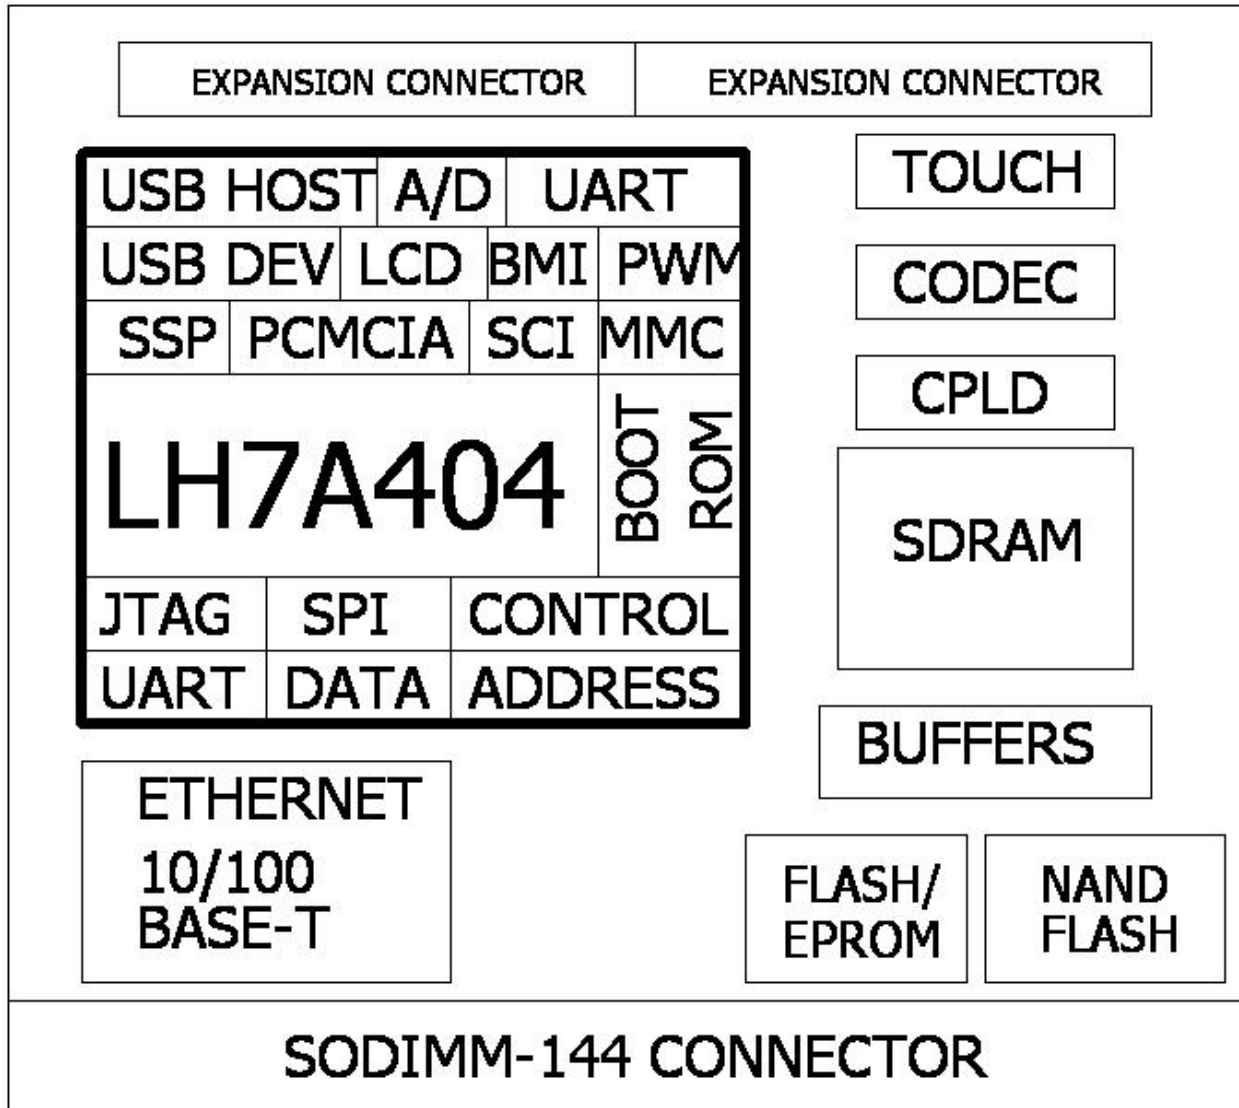 EXPANSION CONNECTOR EXPANSION CONNECTOR
USB HOST A/D UART
USB DEV LCD BMI PWM
SSP PCMCIA SCI MMC
LH7A404
BOOT
ROM
JTAG SPI CONTROL
UART DATA ADDRESS
TOUCH
CODEC
CPLD
SDRAM
BUFFERS
ETHERNET
10/100
BASE-T
FLASH/
EPROM
NAND
FLASH
SODIMM-144 CONNECTOR